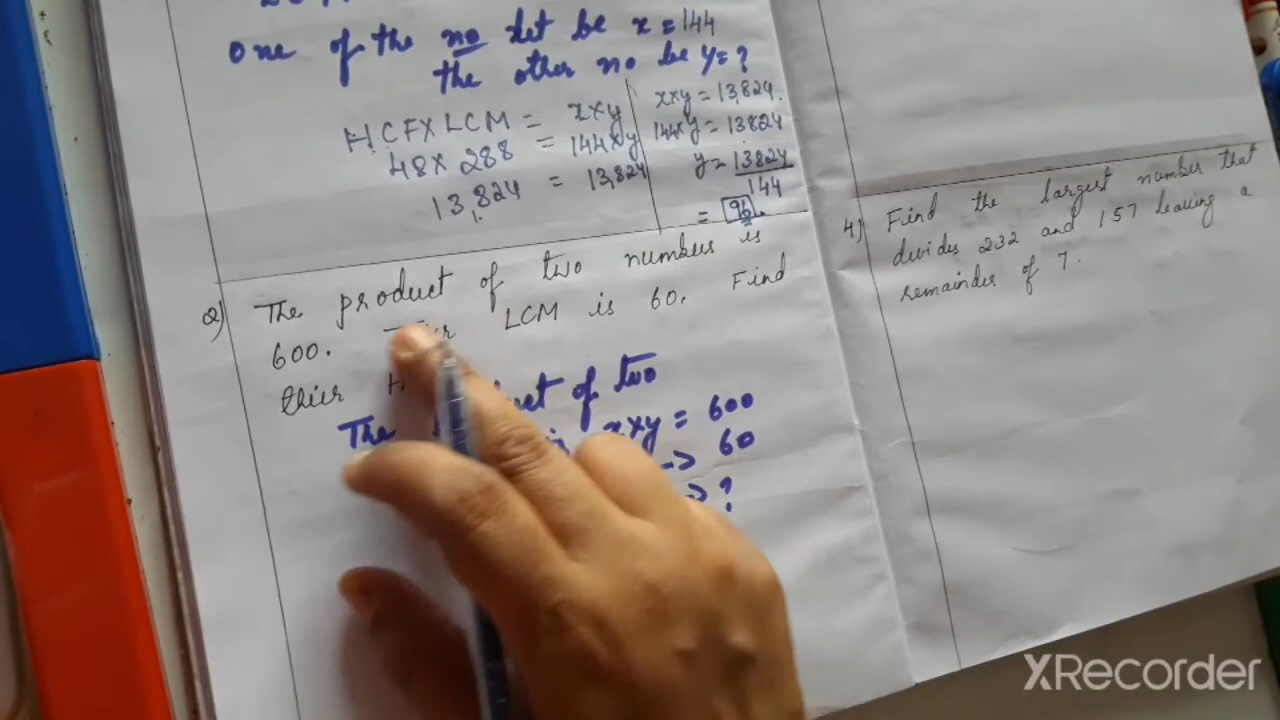 one of the no let be x = 144
the other no be y = ?
HCF X LCM = x×y
48 × 288 = 144×y
13,824 = 13,824
x×y = 13,824.
144×y = 13824
y = 13824
144
= 96.
2) The product of two numbers is
600. LCM is 60. Find
thier
The of two
x×y = 600
-> 60
-> ?
4) Find the largest number that
divides 232 and 157 leaving a
remainder of 7.
XRecorder